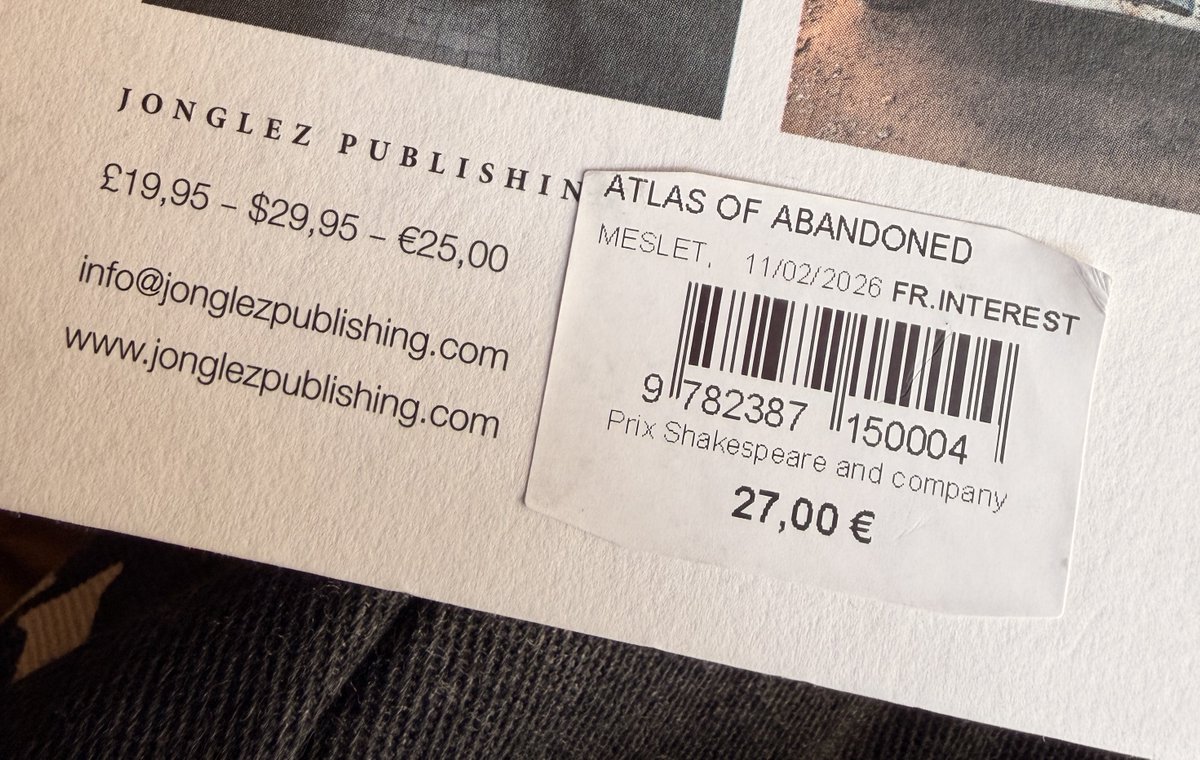 JONGLEZ PUBLISHIN
£19,95 – $29,95 – €25,00
info@jonglezpublishing.com
www.jonglezpublishing.com
ATLAS OF ABANDONED
MESLET, 11/02/2026 FR.INTEREST
9 782387 150004
Prix Shakespeare and company
27,00 €